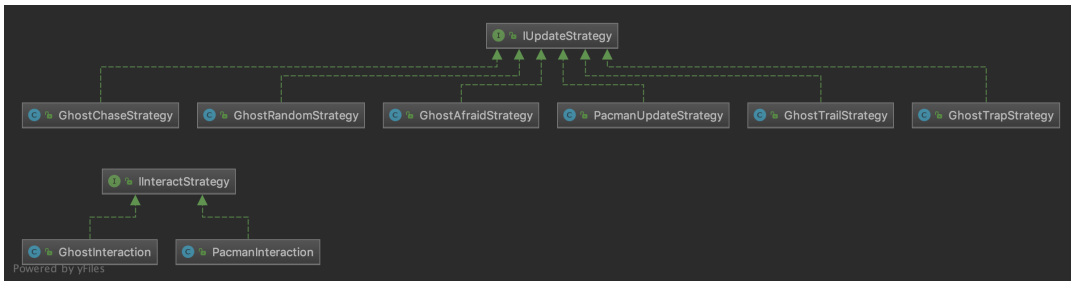 IUpdateStrategy
GhostChaseStrategy GhostRandomStrategy GhostAfraidStrategy PacmanUpdateStrategy GhostTrailStrategy GhostTrapStrategy
IInteractStrategy
GhostInteraction PacmanInteraction
Powered by yFiles